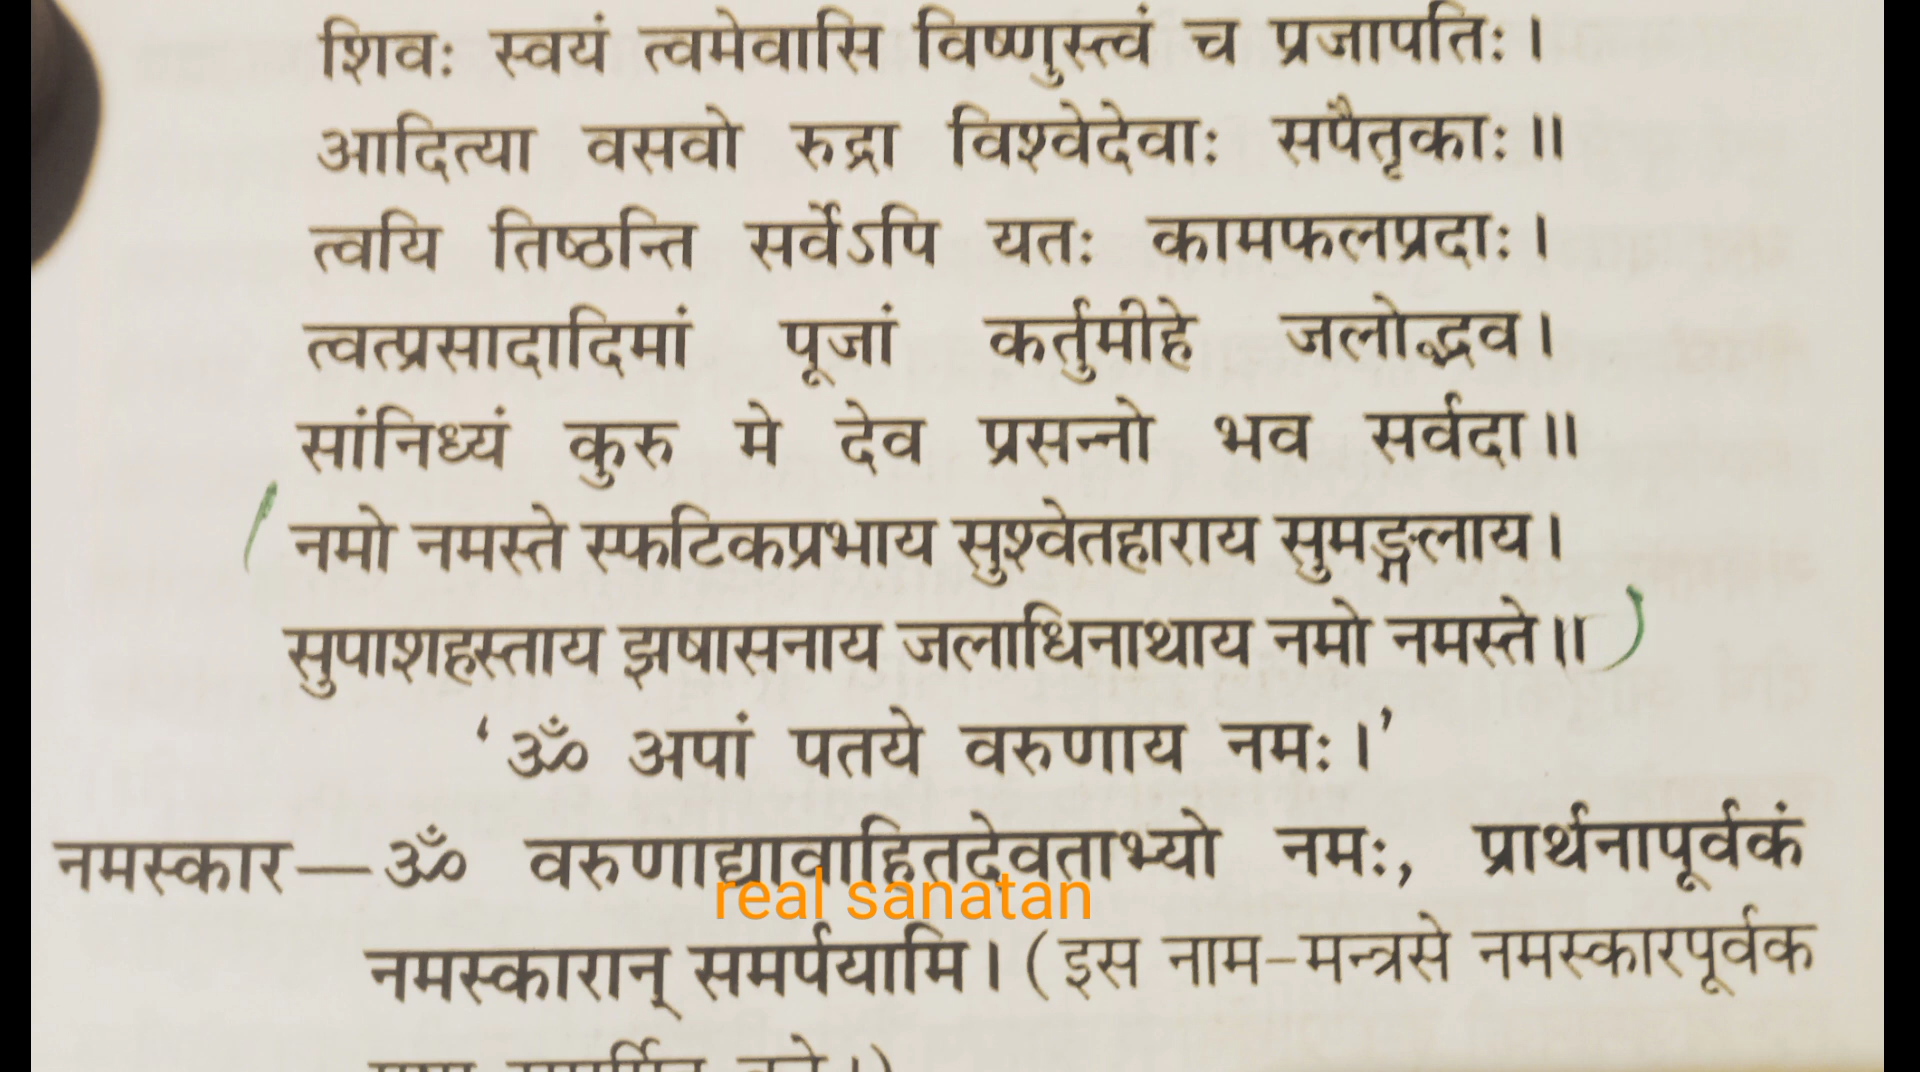 शिवः स्वयं त्वमेवासि विष्णुस्त्वं च प्रजापतिः।
आदित्या वसवो रुद्रा विश्वेदेवाः सपैतृकाः॥
त्वयि तिष्ठन्ति सर्वेऽपि यतः कामफलप्रदाः।
त्वत्प्रसादादिमां पूजां कर्तुमीहे जलोद्भव।
सांनिध्यं कुरु मे देव प्रसन्नो भव सर्वदा॥
नमो नमस्ते स्फटिकप्रभाय सुश्वेतहाराय सुमङ्गलाय।
सुपाशहस्ताय झषासनाय जलाधिनाथाय नमो नमस्ते॥
‘ॐ अपां पतये वरुणाय नमः।’
नमस्कार—ॐ वरुणाद्यावाहितदेवताभ्यो नमः, प्रार्थनापूर्वकं
real sanatan
नमस्कारान् समर्पयामि। (इस नाम-मन्त्रसे नमस्कारपूर्वक